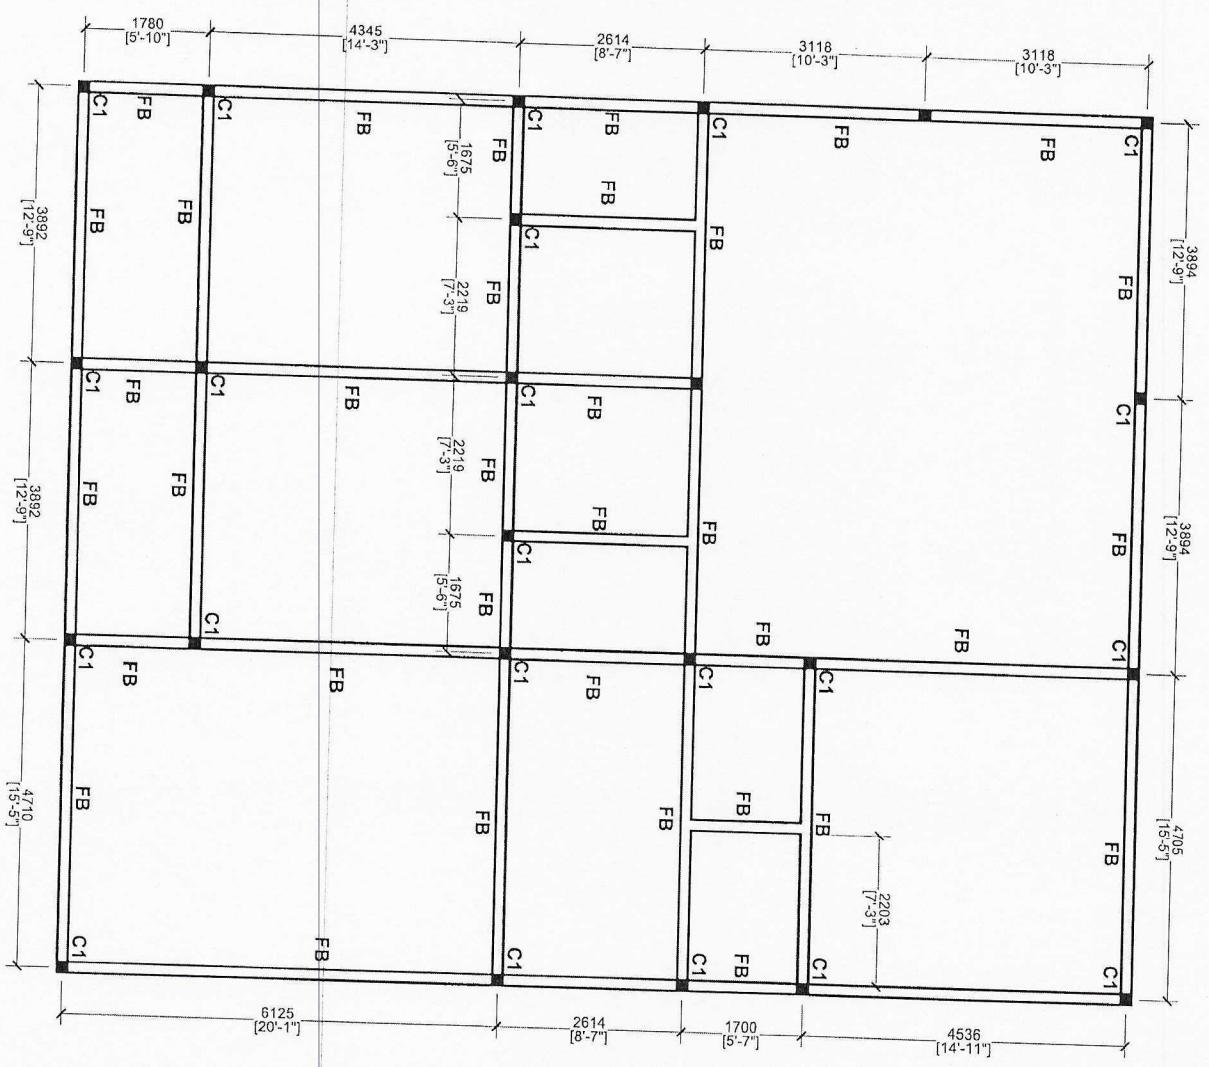 1780
[5'-10"]
4345
[14'-3"]
2614
[8'-7"]
3118
[10'-3"]
3118
[10'-3"]
C1
FB
C1
FB
C1
FB
C1
FB
FB
C1
3892
[12'-9"]
1675
[5'-6"]
FB
FB
FB
FB
C1
FB
3894
[12'-9"]
FB
2219
[7'-3"]
FB
FB
C1
FB
C1
FB
C1
FB
C1
3892
[12'-9"]
FB
FB
2219
[7'-3"]
FB
FB
C1
FB
FB
3894
[12'-9"]
1675
[5'-6"]
FB
C1
FB
FB
C1
C1
FB
FB
C1
FB
C1
C1
4710
[15'-5"]
FB
FB
FB
FB
FB
2203
[7'-3"]
FB
4705
[15'-5"]
C1
FB
C1
C1
FB
C1
C1
6125
[20'-1"]
2614
[8'-7"]
1700
[5'-7"]
4536
[14'-11"]